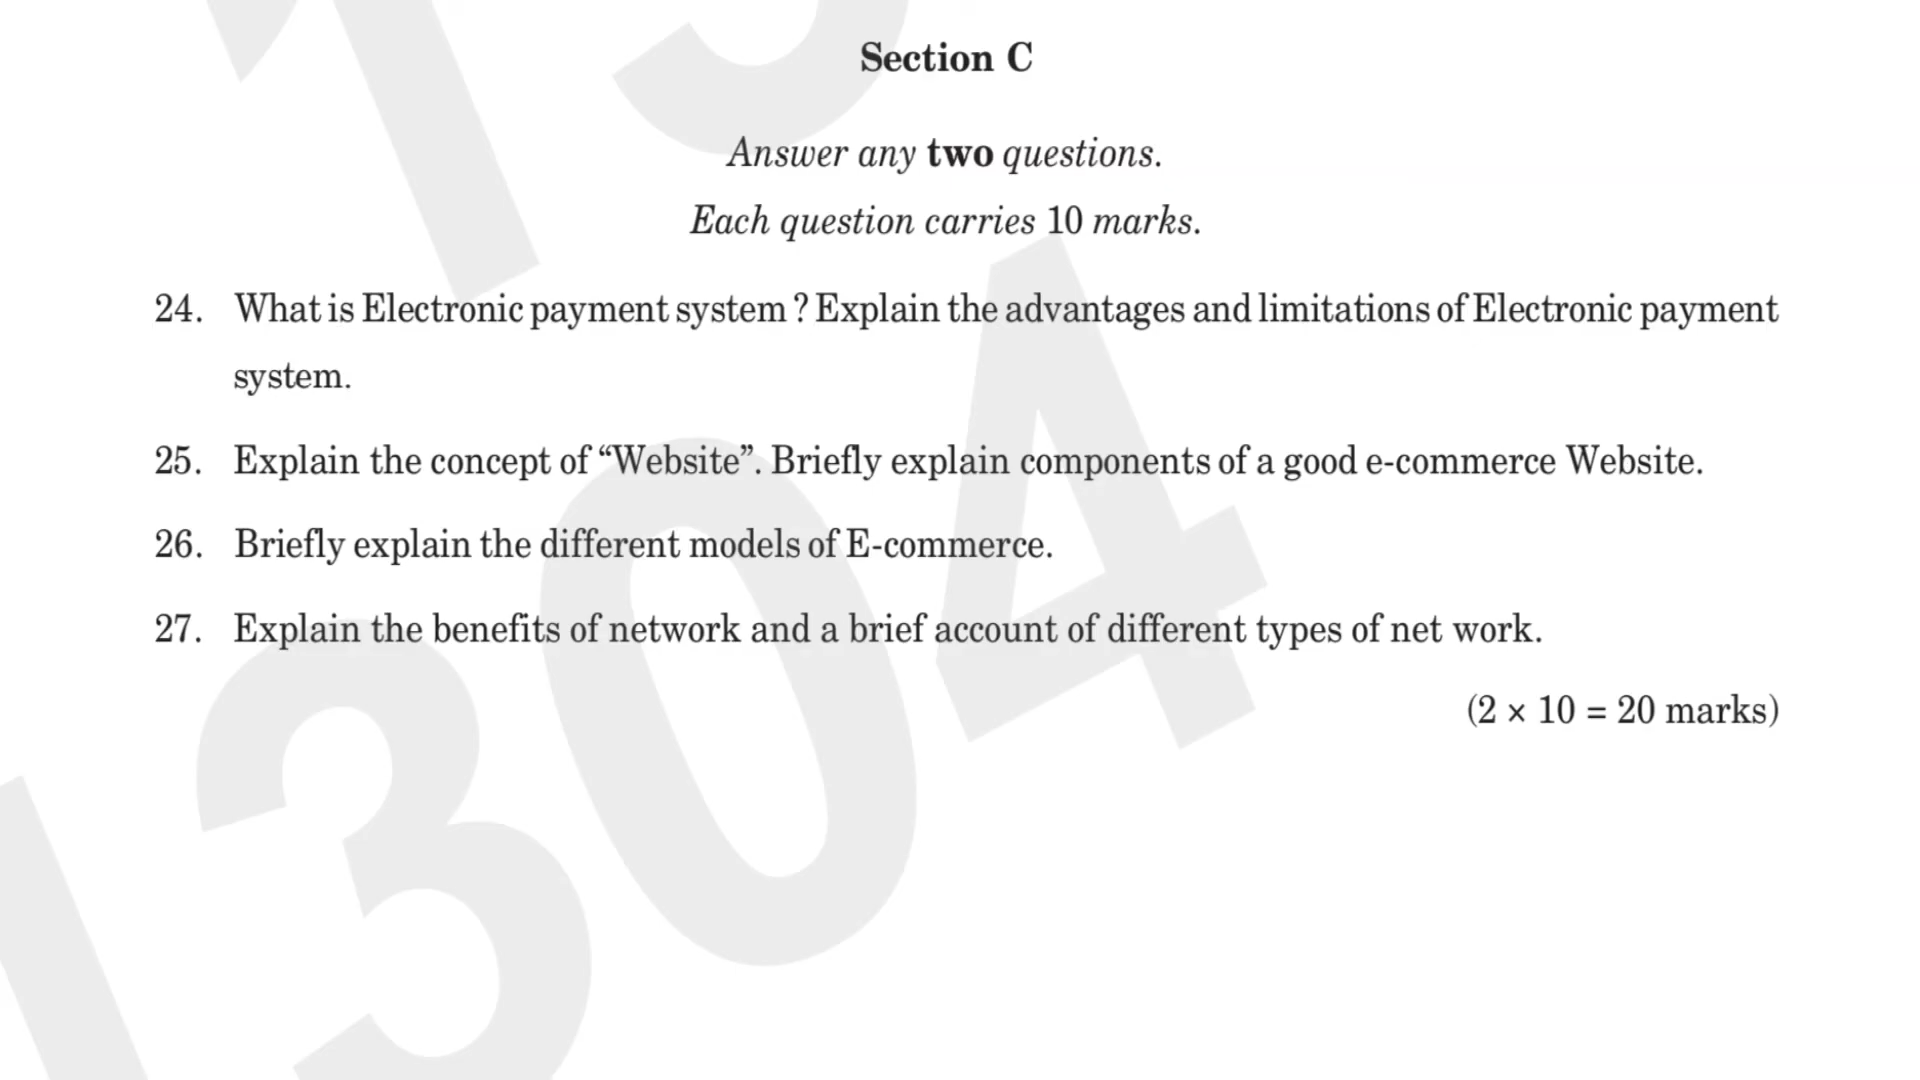 Section C
Answer any two questions.
Each question carries 10 marks.
24. What is Electronic payment system ? Explain the advantages and limitations of Electronic payment
system.
25. Explain the concept of “Website”. Briefly explain components of a good e-commerce Website.
26. Briefly explain the different models of E-commerce.
27. Explain the benefits of network and a brief account of different types of net work.
(2 × 10 = 20 marks)